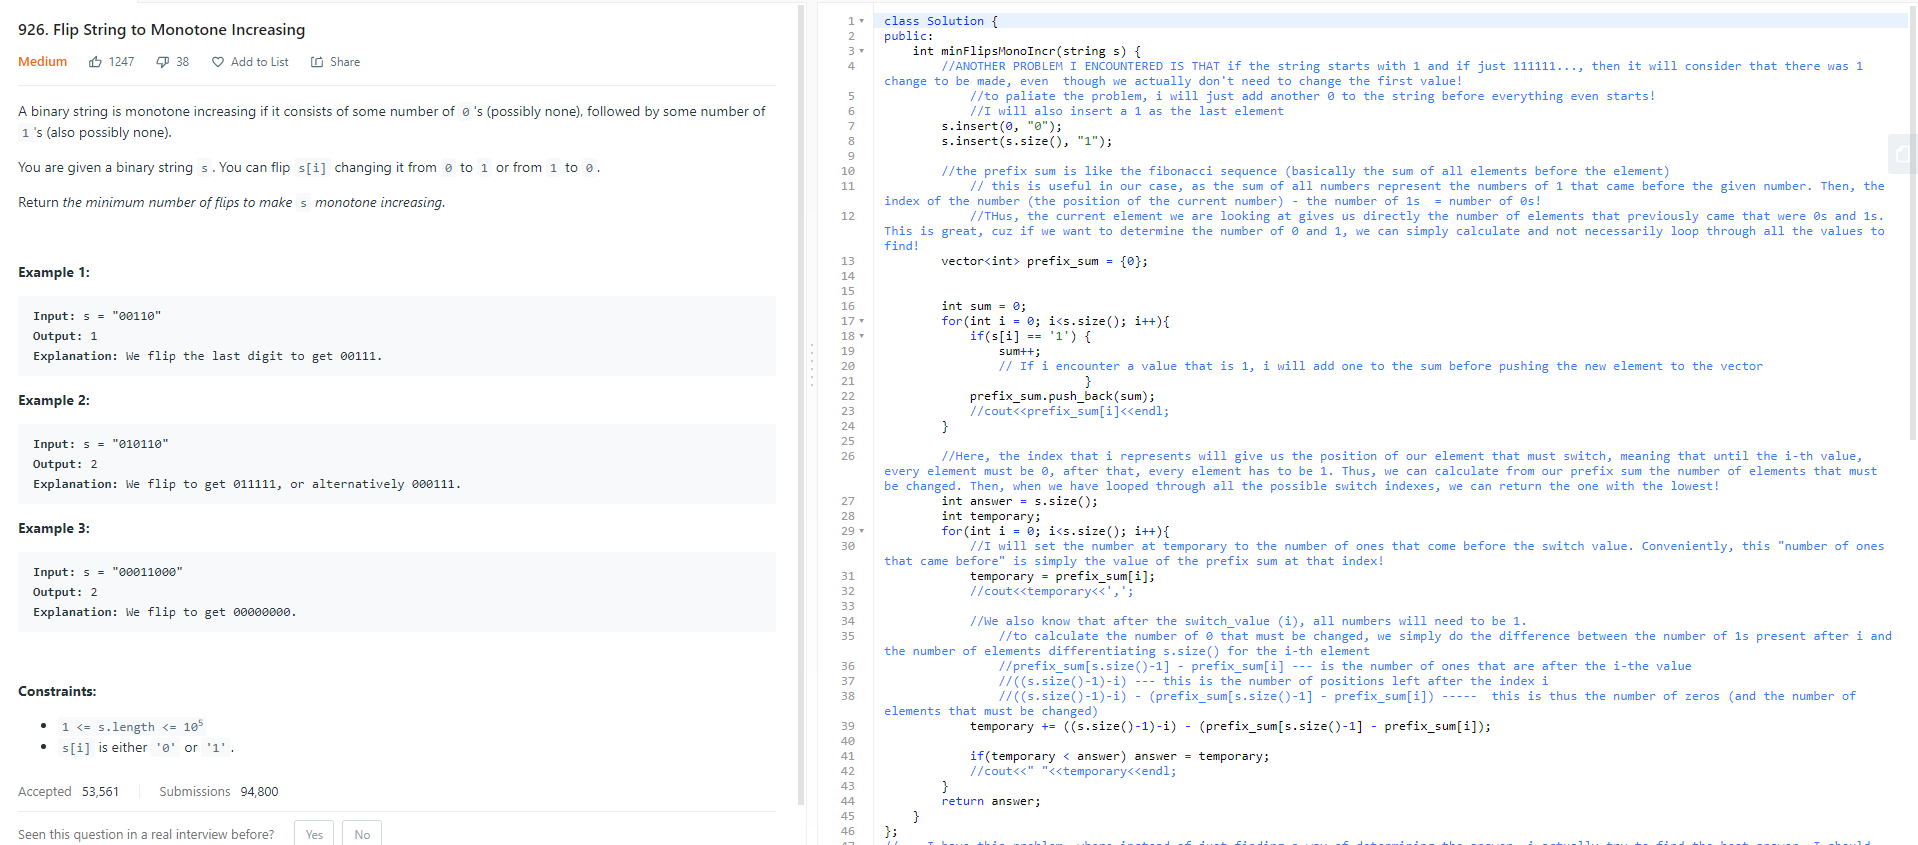 926. Flip String to Monotone Increasing
Medium 1247 38 Add to List Share
A binary string is monotone increasing if it consists of some number of 0 's (possibly none), followed by some number of
1 's (also possibly none).
You are given a binary string s . You can flip s[i] changing it from 0 to 1 or from 1 to 0 .
Return the minimum number of flips to make s monotone increasing.
Example 1:
Input: s = "00110"
Output: 1
Explanation: We flip the last digit to get 00111.
Example 2:
Input: s = "010110"
Output: 2
Explanation: We flip to get 011111, or alternatively 000111.
Example 3:
Input: s = "00011000"
Output: 2
Explanation: We flip to get 00000000.
Constraints:
1 <= s.length <= 10^5
s[i] is either '0' or '1' .
Accepted 53,561 Submissions 94,800
Seen this question in a real interview before? Yes No
1 class Solution {
2 public:
3 int minFlipsMonoIncr(string s) {
4 //ANOTHER PROBLEM I ENCOUNTERED IS THAT if the string starts with 1 and if just 111111..., then it will consider that there was 1
change to be made, even  though we actually don't need to change the first value!
5 //to paliate the problem, i will just add another 0 to the string before everything even starts!
6 //I will also insert a 1 as the last element
7 s.insert(0, "0");
8 s.insert(s.size(), "1");
9
10 //the prefix sum is like the fibonacci sequence (basically the sum of all elements before the element)
11 // this is useful in our case, as the sum of all numbers represent the numbers of 1 that came before the given number. Then, the
index of the number (the position of the current number) - the number of 1s  = number of 0s!
12 //THus, the current element we are looking at gives us directly the number of elements that previously came that were 0s and 1s.
This is great, cuz if we want to determine the number of 0 and 1, we can simply calculate and not necessarily loop through all the values to
find!
13 vector<int> prefix_sum = {0};
14
15
16 int sum = 0;
17 for(int i = 0; i<s.size(); i++){
18 if(s[i] == '1') {
19 sum++;
20 // If i encounter a value that is 1, i will add one to the sum before pushing the new element to the vector
21 }
22 prefix_sum.push_back(sum);
23 //cout<<prefix_sum[i]<<endl;
24 }
25
26 //Here, the index that i represents will give us the position of our element that must switch, meaning that until the i-th value,
every element must be 0, after that, every element has to be 1. Thus, we can calculate from our prefix sum the number of elements that must
be changed. Then, when we have looped through all the possible switch indexes, we can return the one with the lowest!
27 int answer = s.size();
28 int temporary;
29 for(int i = 0; i<s.size(); i++){
30 //I will set the number at temporary to the number of ones that come before the switch value. Conveniently, this "number of ones
that came before" is simply the value of the prefix sum at that index!
31 temporary = prefix_sum[i];
32 //cout<<temporary<<',';
33
34 //We also know that after the switch_value (i), all numbers will need to be 1.
35 //to calculate the number of 0 that must be changed, we simply do the difference between the number of 1s present after i and
the number of elements differentiating s.size() for the i-th element
36 //prefix_sum[s.size()-1] - prefix_sum[i] --- is the number of ones that are after the i-the value
37 //((s.size()-1)-i) --- this is the number of positions left after the index i
38 //((s.size()-1)-i) - (prefix_sum[s.size()-1] - prefix_sum[i]) -----  this is thus the number of zeros (and the number of
elements that must be changed)
39 temporary += ((s.size()-1)-i) - (prefix_sum[s.size()-1] - prefix_sum[i]);
40
41 if(temporary < answer) answer = temporary;
42 //cout<<" "<<temporary<<endl;
43 }
44 return answer;
45 }
46 };